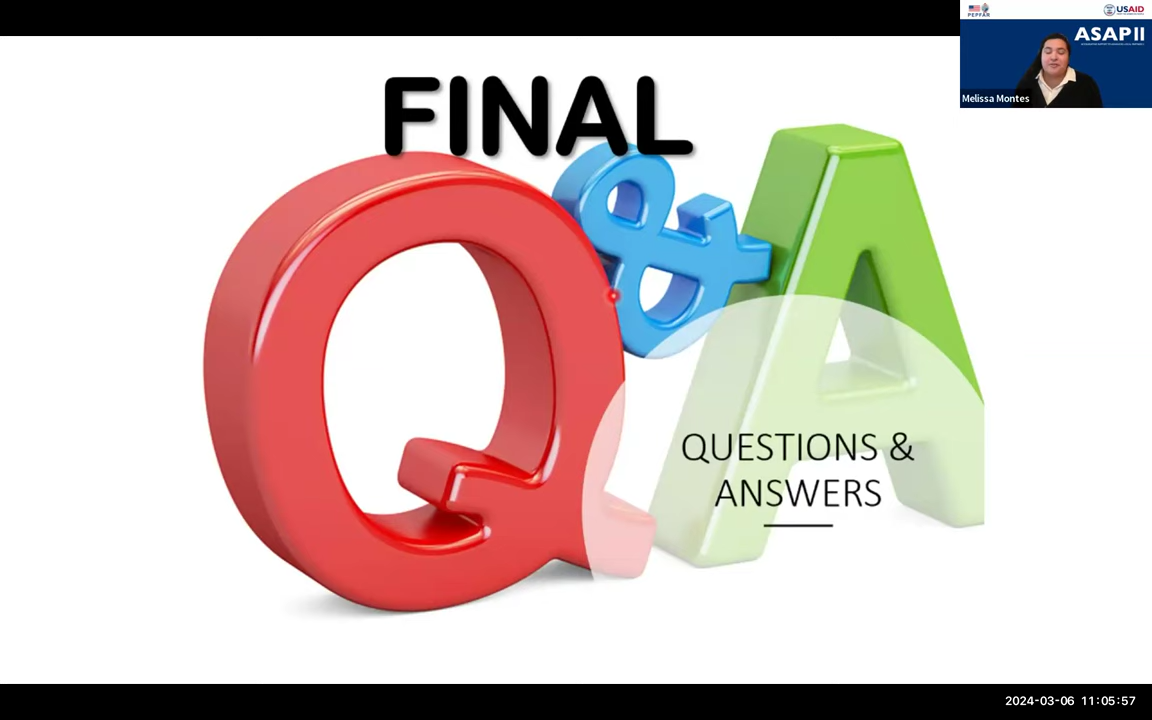 PEPFAR
USAID
ASAP II
Melissa Montes
FINAL
Q&A
QUESTIONS &
ANSWERS
2024-03-06 11:05:57